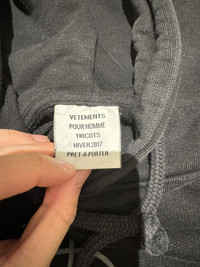 VETEMENTS
POUR HOMME
TRICOTS
HIVER 2017
PRET-A-PORTER